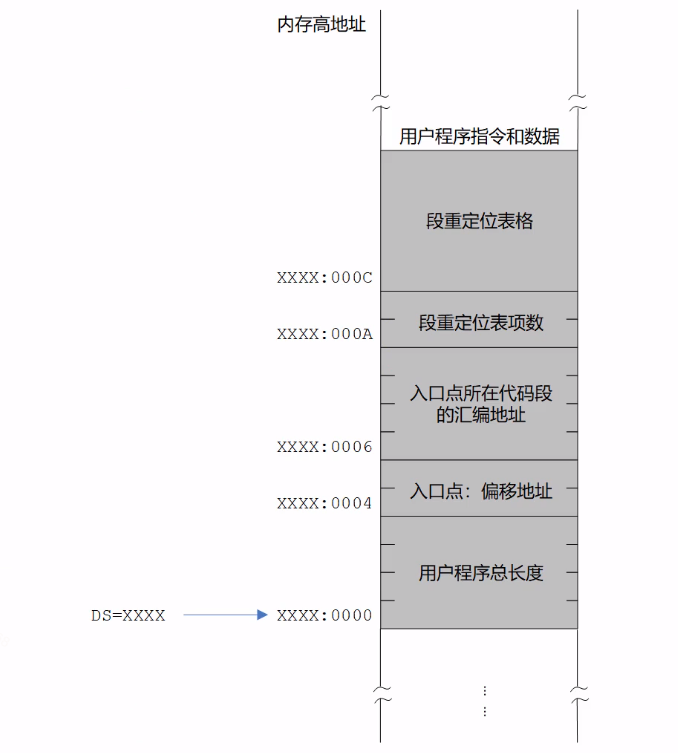 内存高地址
用户程序指令和数据
段重定位表格
XXXX:000C
段重定位表项数
XXXX:000A
入口点所在代码段
的汇编地址
XXXX:0006
入口点：偏移地址
XXXX:0004
用户程序总长度
DS=XXXX
XXXX:0000